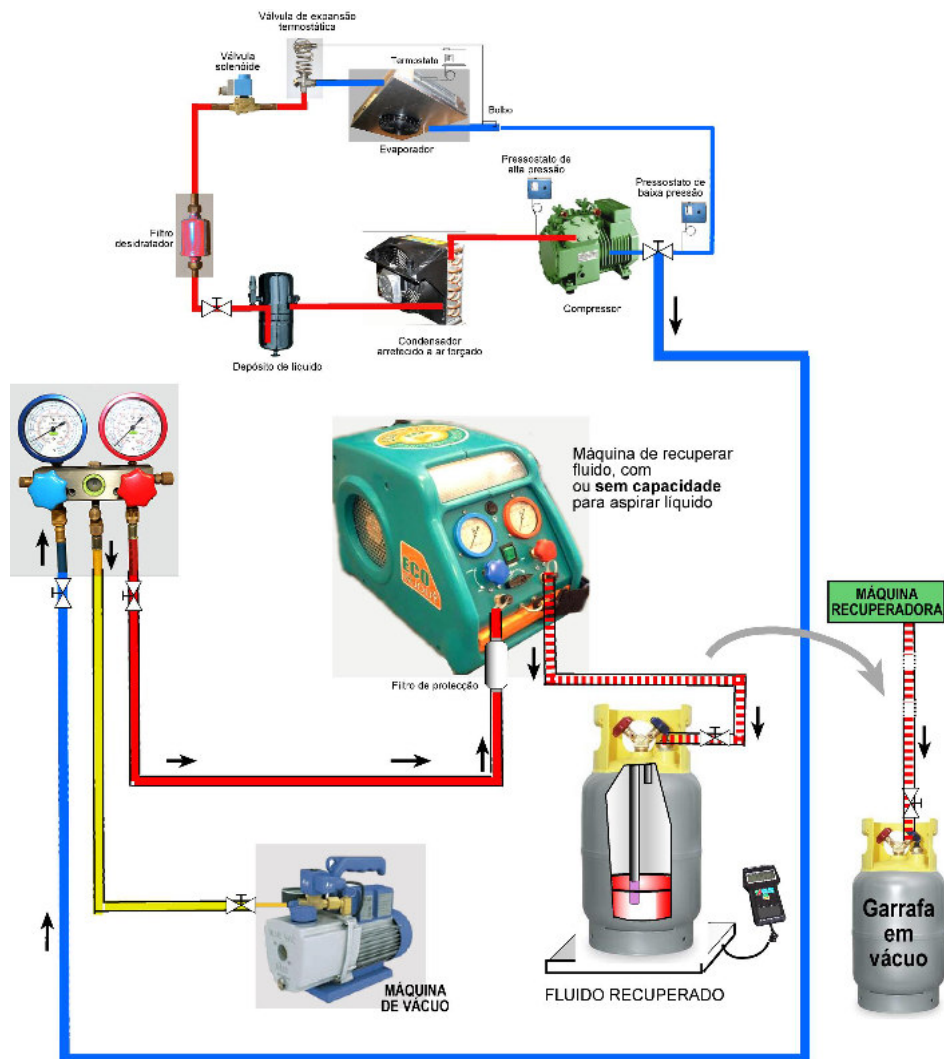 Válvula de expansão
termostática
Válvula
solenóide
Termostato
Bulbo
Evaporador
Pressostato de
alta pressão
Pressostato de
baixa pressão
Filtro
desidratador
Compressor
Condensador
arrefecido a ar forçado
Depósito de líquido
Máquina de recuperar
fluido, com
ou sem capacidade
para aspirar líquido
ECO
MÁQUINA
RECUPERADORA
Filtro de protecção
Garrafa
em
vácuo
MÁQUINA
DE VÁCUO
FLUIDO RECUPERADO